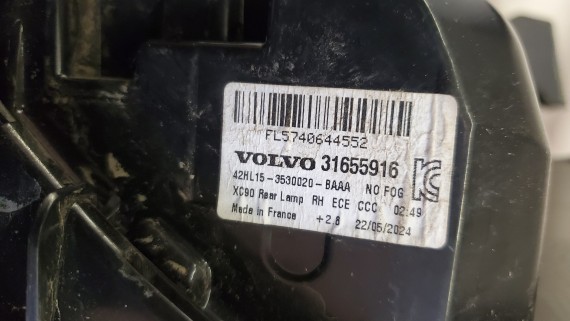 FL5740644552
VOLVO 31655916
42HL15-3530020-BAAA NO FOG
XC90 Rear Lamp RH ECE CCC 02:49
Made in France +2.8 22/05/2024